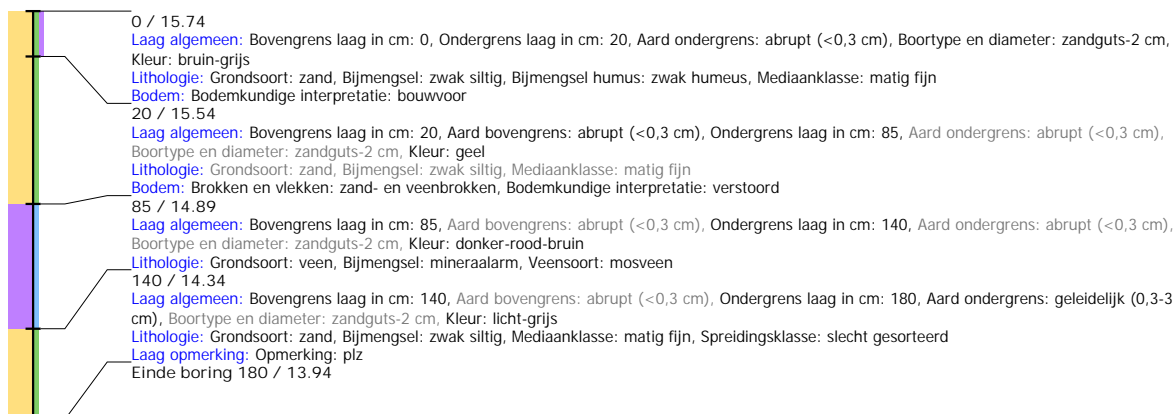 0 / 15.74
Laag algemeen: Bovengrens laag in cm: 0, Ondergrens laag in cm: 20, Aard ondergrens: abrupt (<0,3 cm), Boortype en diameter: zandguts-2 cm,
Kleur: bruin-grijs
Lithologie: Grondsoort: zand, Bijmengsel: zwak siltig, Bijmengsel humus: zwak humeus, Mediaanklasse: matig fijn
Bodem: Bodemkundige interpretatie: bouwvoor
20 / 15.54
Laag algemeen: Bovengrens laag in cm: 20, Aard bovengrens: abrupt (<0,3 cm), Ondergrens laag in cm: 85, Aard ondergrens: abrupt (<0,3 cm),
Boortype en diameter: zandguts-2 cm, Kleur: geel
Lithologie: Grondsoort: zand, Bijmengsel: zwak siltig, Mediaanklasse: matig fijn
Bodem: Brokken en vlekken: zand- en veenbrokken, Bodemkundige interpretatie: verstoord
85 / 14.89
Laag algemeen: Bovengrens laag in cm: 85, Aard bovengrens: abrupt (<0,3 cm), Ondergrens laag in cm: 140, Aard ondergrens: abrupt (<0,3 cm),
Boortype en diameter: zandguts-2 cm, Kleur: donker-rood-bruin
Lithologie: Grondsoort: veen, Bijmengsel: mineraalarm, Veensoort: mosveen
140 / 14.34
Laag algemeen: Bovengrens laag in cm: 140, Aard bovengrens: abrupt (<0,3 cm), Ondergrens laag in cm: 180, Aard ondergrens: geleidelijk (0,3-3
cm), Boortype en diameter: zandguts-2 cm, Kleur: licht-grijs
Lithologie: Grondsoort: zand, Bijmengsel: zwak siltig, Mediaanklasse: matig fijn, Spreidingsklasse: slecht gesorteerd
Laag opmerking: Opmerking: plz
Einde boring 180 / 13.94